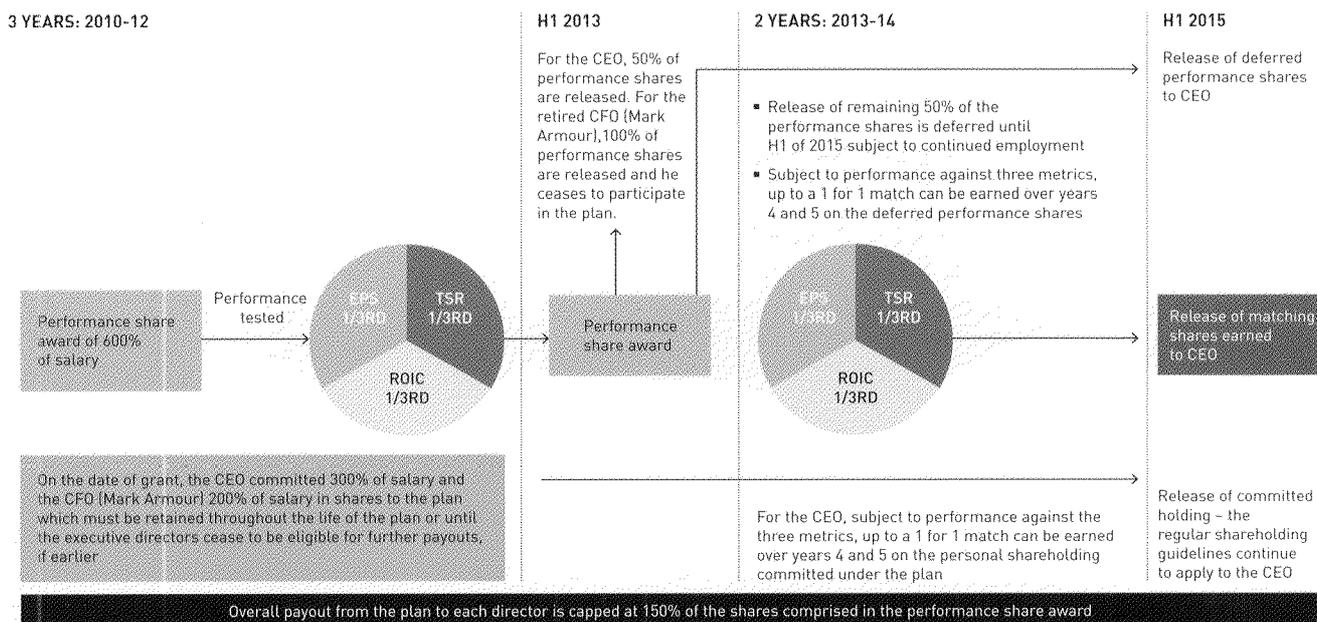 3 YEARS: 2010-12
H1 2013
2 YEARS: 2013-14
H1 2015
For the CEO, 50% of
performance shares
are released. For the
retired CFO (Mark
Armour),100% of
performance shares
are released and he
ceases to participate
in the plan.
▪ Release of remaining 50% of the
performance shares is deferred until
H1 of 2015 subject to continued employment
▪ Subject to performance against three metrics,
up to a 1 for 1 match can be earned over years
4 and 5 on the deferred performance shares
Release of deferred
performance shares
to CEO
Performance share
award of 600%
of salary
Performance
tested
EPS
1/3RD
TSR
1/3RD
ROIC
1/3RD
Performance
share award
EPS
1/3RD
TSR
1/3RD
ROIC
1/3RD
Release of matching
shares earned
to CEO
On the date of grant, the CEO committed 300% of salary and
the CFO (Mark Armour) 200% of salary in shares to the plan
which must be retained throughout the life of the plan or until
the executive directors cease to be eligible for further payouts,
if earlier
For the CEO, subject to performance against the
three metrics, up to a 1 for 1 match can be earned
over years 4 and 5 on the personal shareholding
committed under the plan
Release of committed
holding – the
regular shareholding
guidelines continue
to apply to the CEO
Overall payout from the plan to each director is capped at 150% of the shares comprised in the performance share award